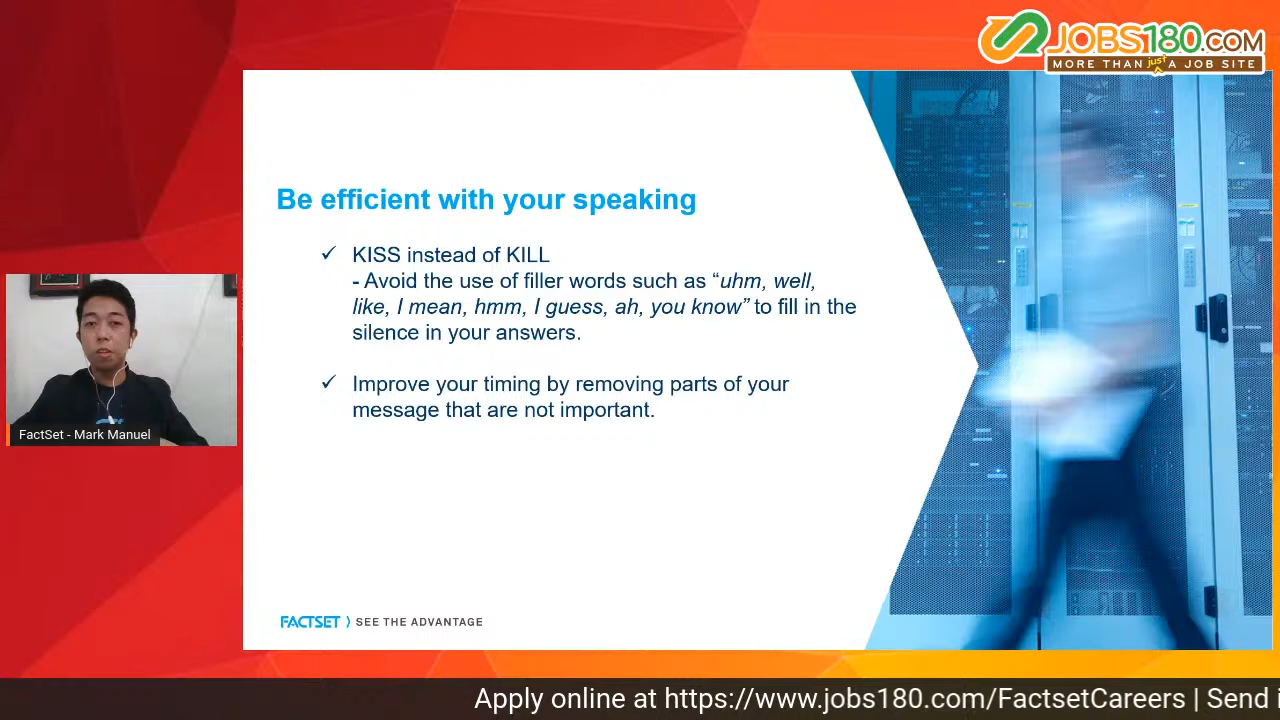 JOBS180.COM
MORE THAN just A JOB SITE
Be efficient with your speaking
✓ KISS instead of KILL
- Avoid the use of filler words such as “uhm, well,
like, I mean, hmm, I guess, ah, you know” to fill in the
silence in your answers.
✓ Improve your timing by removing parts of your
message that are not important.
FactSet - Mark Manuel
FACTSET ⟩ SEE THE ADVANTAGE
Apply online at https://www.jobs180.com/FactsetCareers | Send